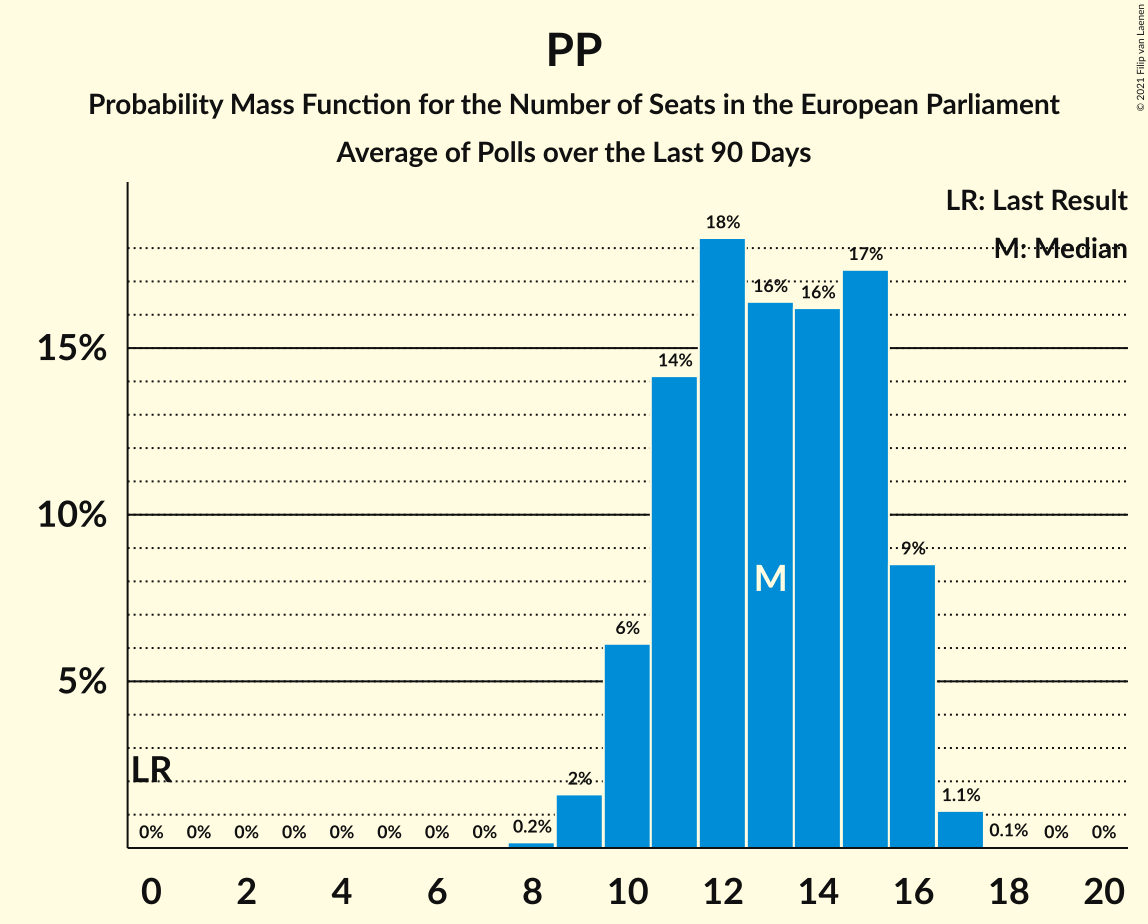 PP
Probability Mass Function for the Number of Seats in the European Parliament
Average of Polls over the Last 90 Days
© 2021 Filip van Laenen
LR: Last Result
M: Median
18%
17%
16%
16%
15%
14%
10%
9%
M
6%
5%
LR
2%
1.1%
0% 0% 0% 0% 0% 0% 0% 0% 0.2% 0.1% 0% 0%
0 2 4 6 8 10 12 14 16 18 20